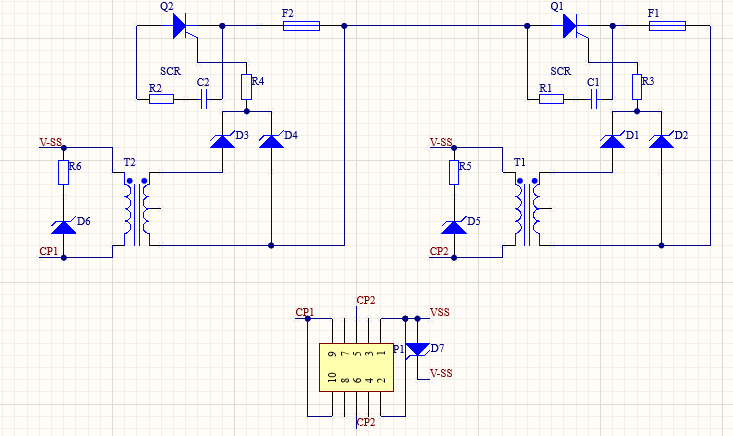 Q2
F2
Q1
F1
SCR
R4
R2
C2
SCR
R3
R1
C1
D3
D4
D1
D2
V-SS
R6
T2
V-SS
R5
T1
D6
CP1
D5
CP2
CP2
CP1
VSS
9 7 5 3 1
P1
D7
10 8 6 4 2
V-SS
CP2